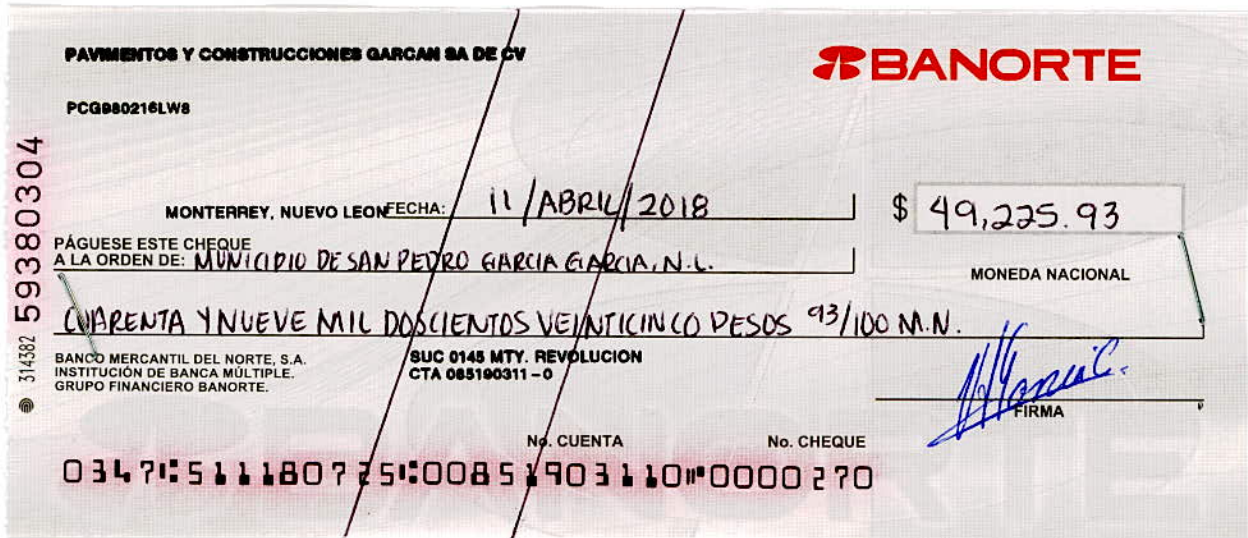 PAVIMENTOS Y CONSTRUCCIONES GARCAN SA DE CV
BANORTE
PCG980216LW8
59380304
314382
MONTERREY, NUEVO LEON FECHA: 11/ABRIL/2018
$ 49,225.93
PÁGUESE ESTE CHEQUE
A LA ORDEN DE: MUNICIPIO DE SAN PEDRO GARCIA GARCIA, N.L.
MONEDA NACIONAL
CUARENTA Y NUEVE MIL DOSCIENTOS VEINTICINCO PESOS 93/100 M.N.
BANCO MERCANTIL DEL NORTE, S.A.
INSTITUCIÓN DE BANCA MÚLTIPLE.
GRUPO FINANCIERO BANORTE.
SUC 0145 MTY. REVOLUCION
CTA 085190311-0
FIRMA
No. CUENTA
No. CHEQUE
0347⑆511180725⑆00851903110⑈0000270
BANORTE